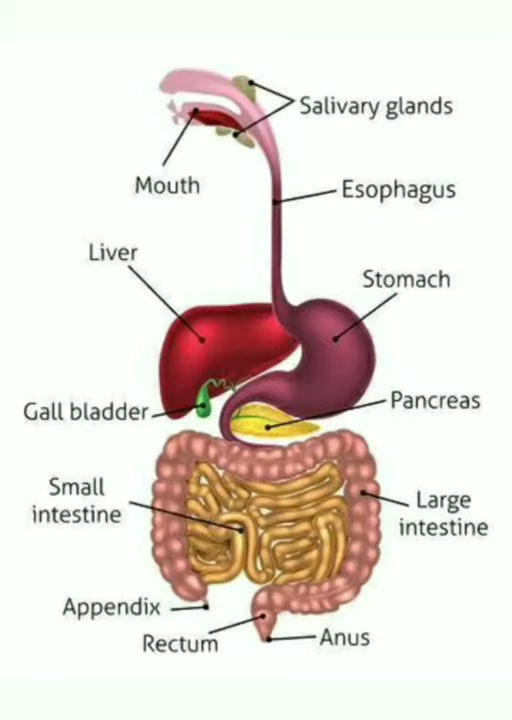 Salivary glands
Mouth
Esophagus
Liver
Stomach
Gall bladder
Pancreas
Small
intestine
Large
intestine
Appendix
Rectum
Anus